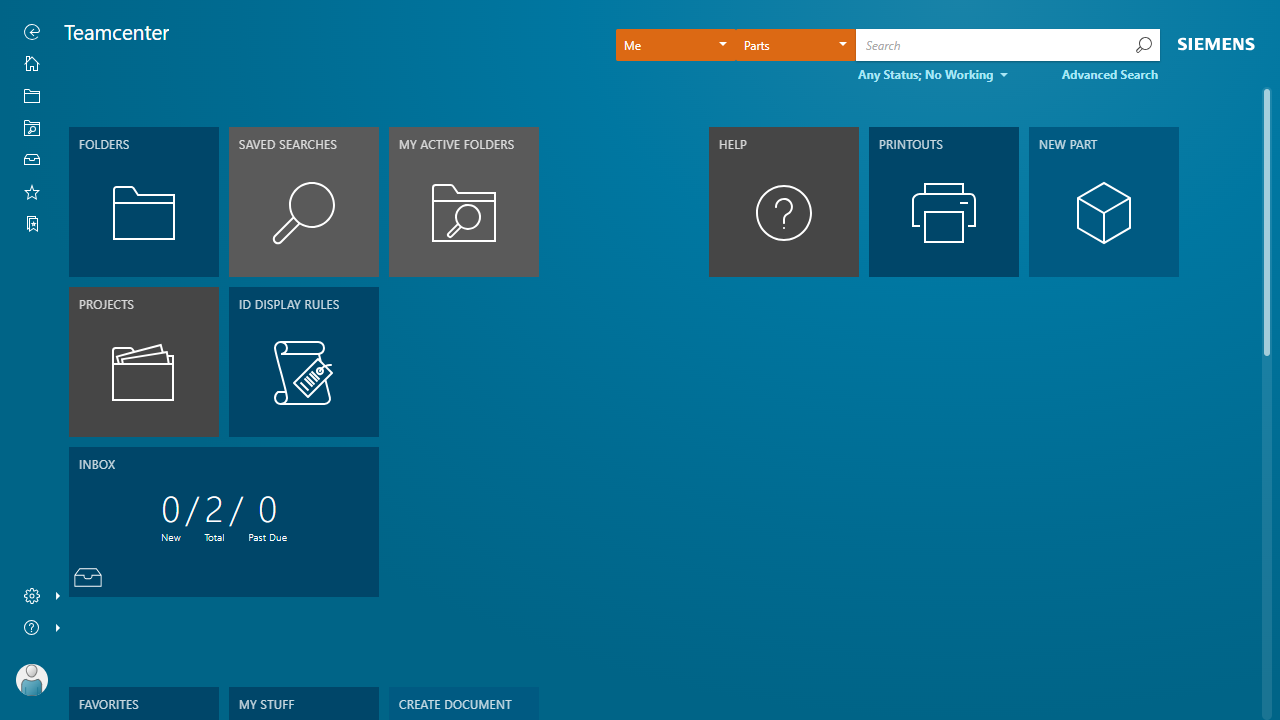 Teamcenter
Me
Parts
Search
SIEMENS
Any Status; No Working
Advanced Search
FOLDERS
SAVED SEARCHES
MY ACTIVE FOLDERS
HELP
PRINTOUTS
NEW PART
PROJECTS
ID DISPLAY RULES
INBOX
0 / 2 / 0
New Total Past Due
FAVORITES
MY STUFF
CREATE DOCUMENT